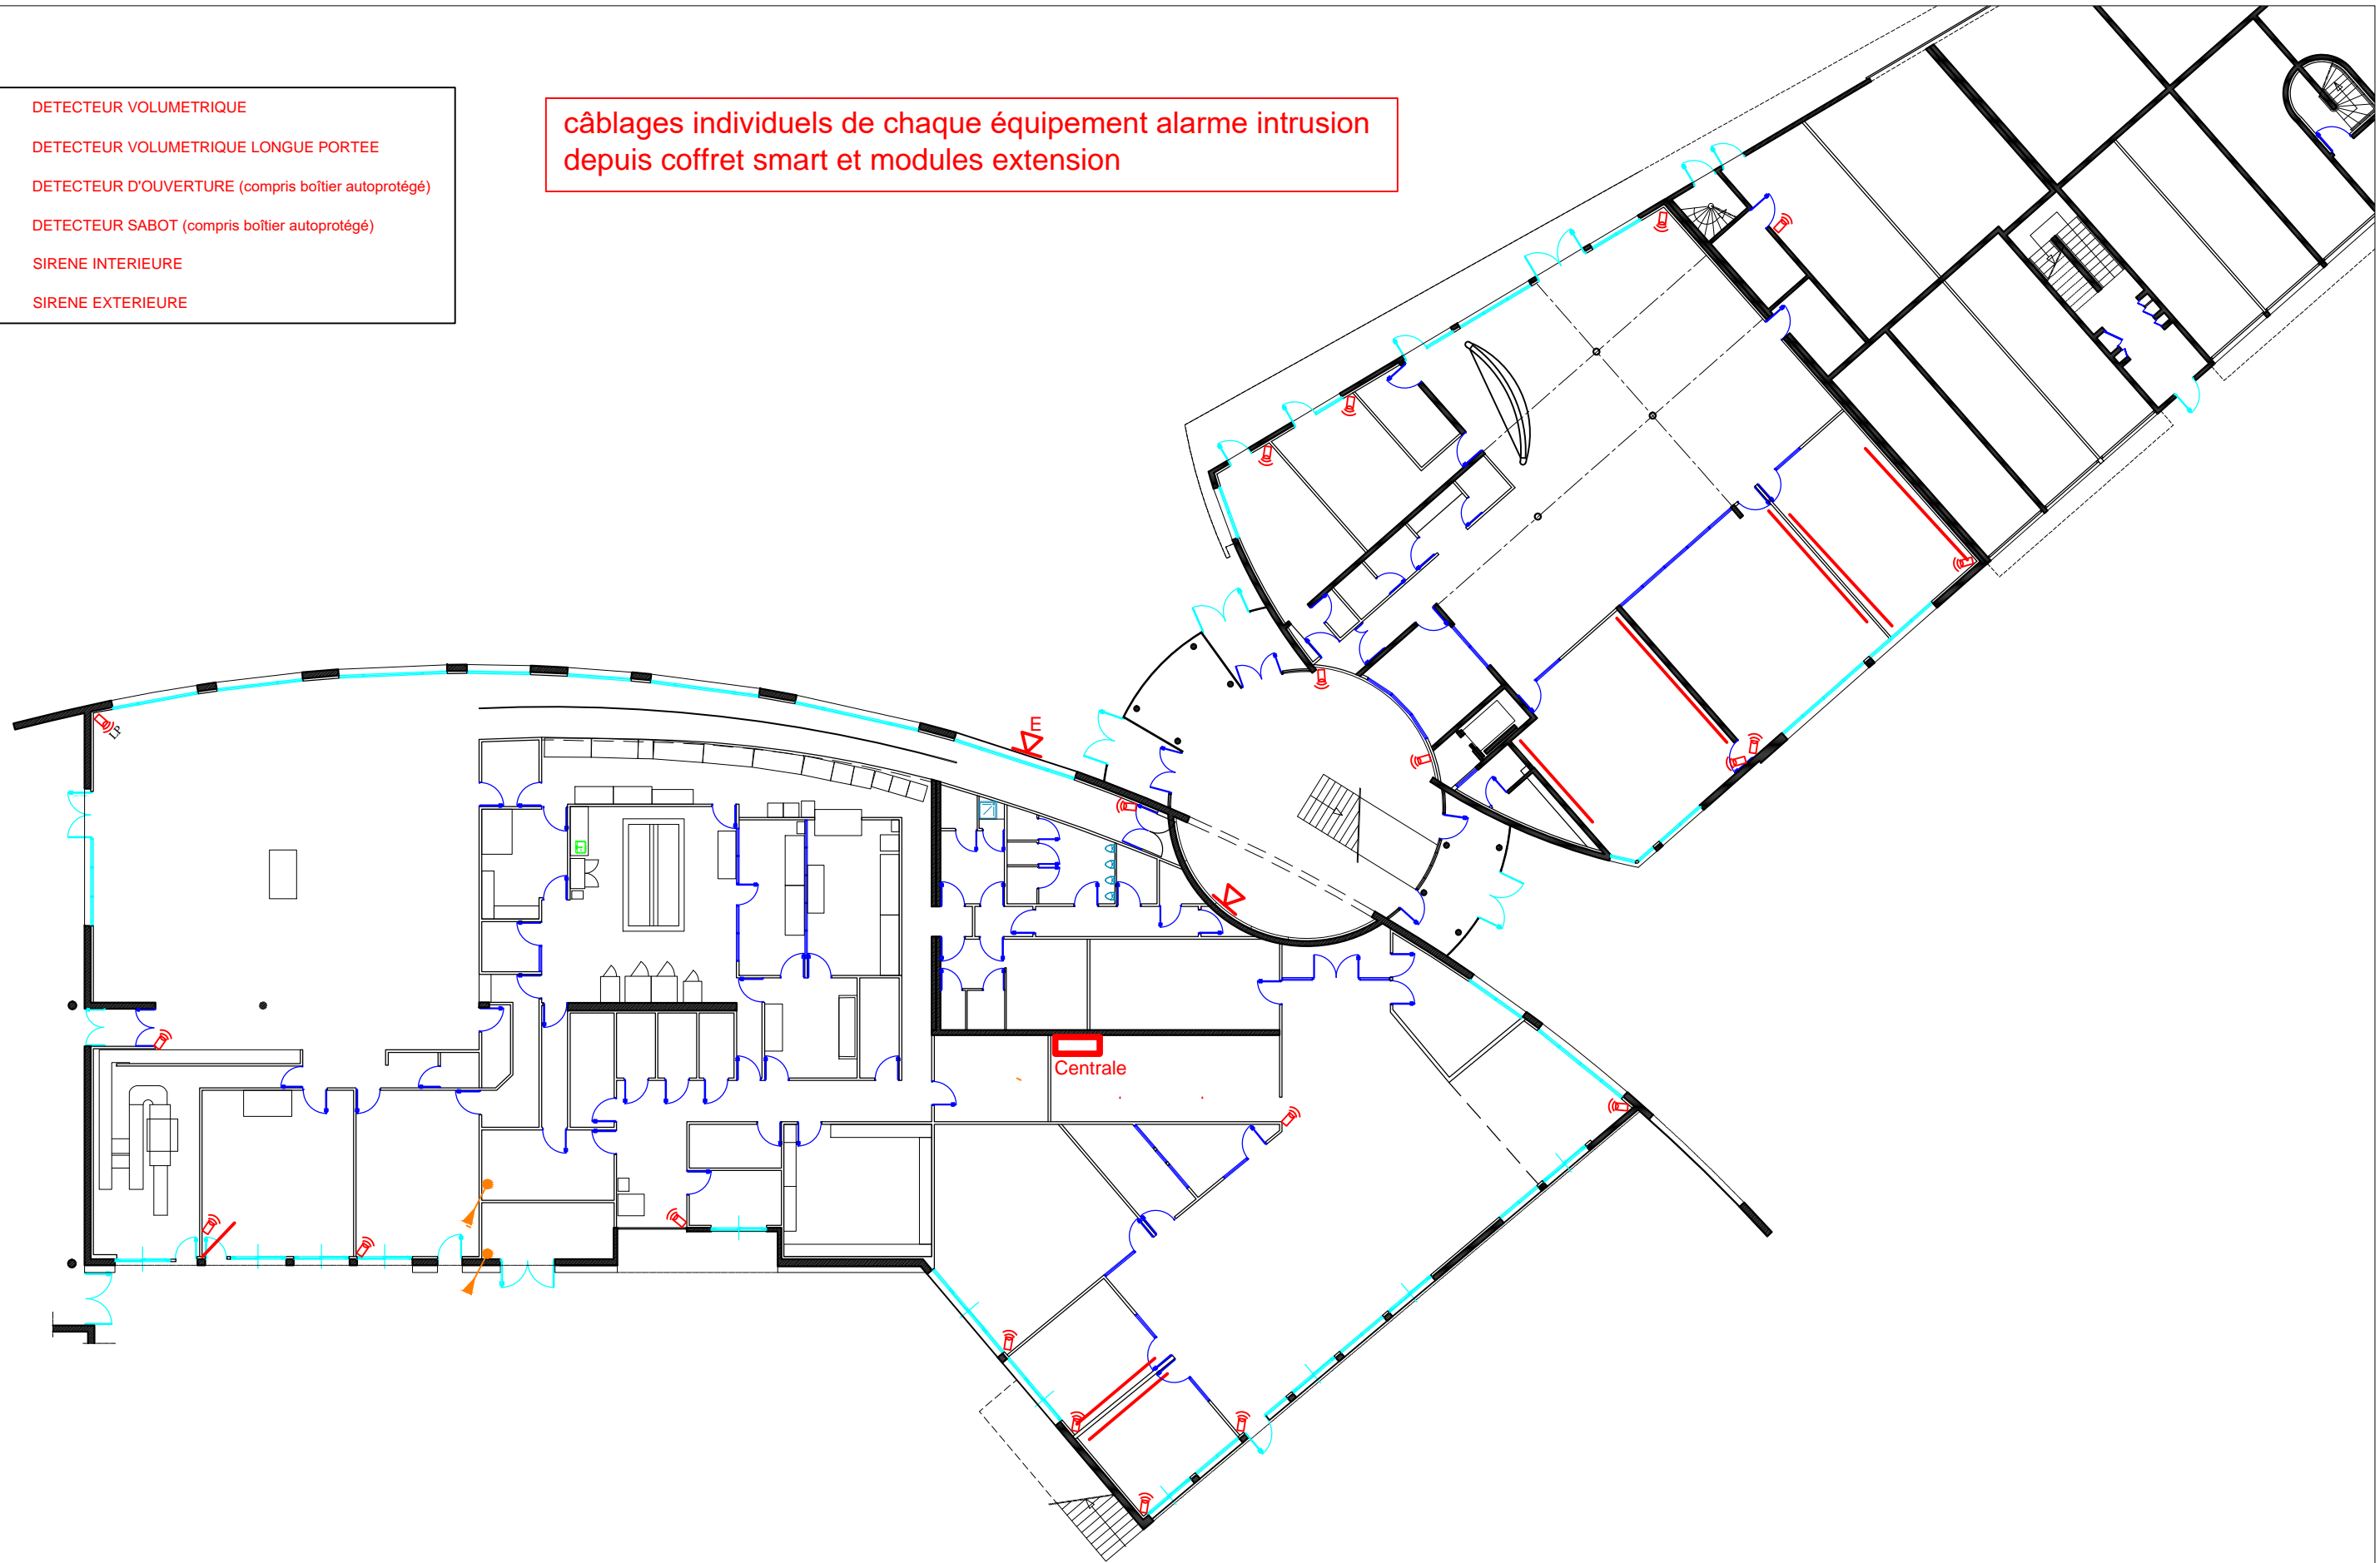 DETECTEUR VOLUMETRIQUE
DETECTEUR VOLUMETRIQUE LONGUE PORTEE
DETECTEUR D'OUVERTURE (compris boîtier autoprotégé)
DETECTEUR SABOT (compris boîtier autoprotégé)
SIRENE INTERIEURE
SIRENE EXTERIEURE
câblages individuels de chaque équipement alarme intrusion
depuis coffret smart et modules extension
LP
E
Centrale